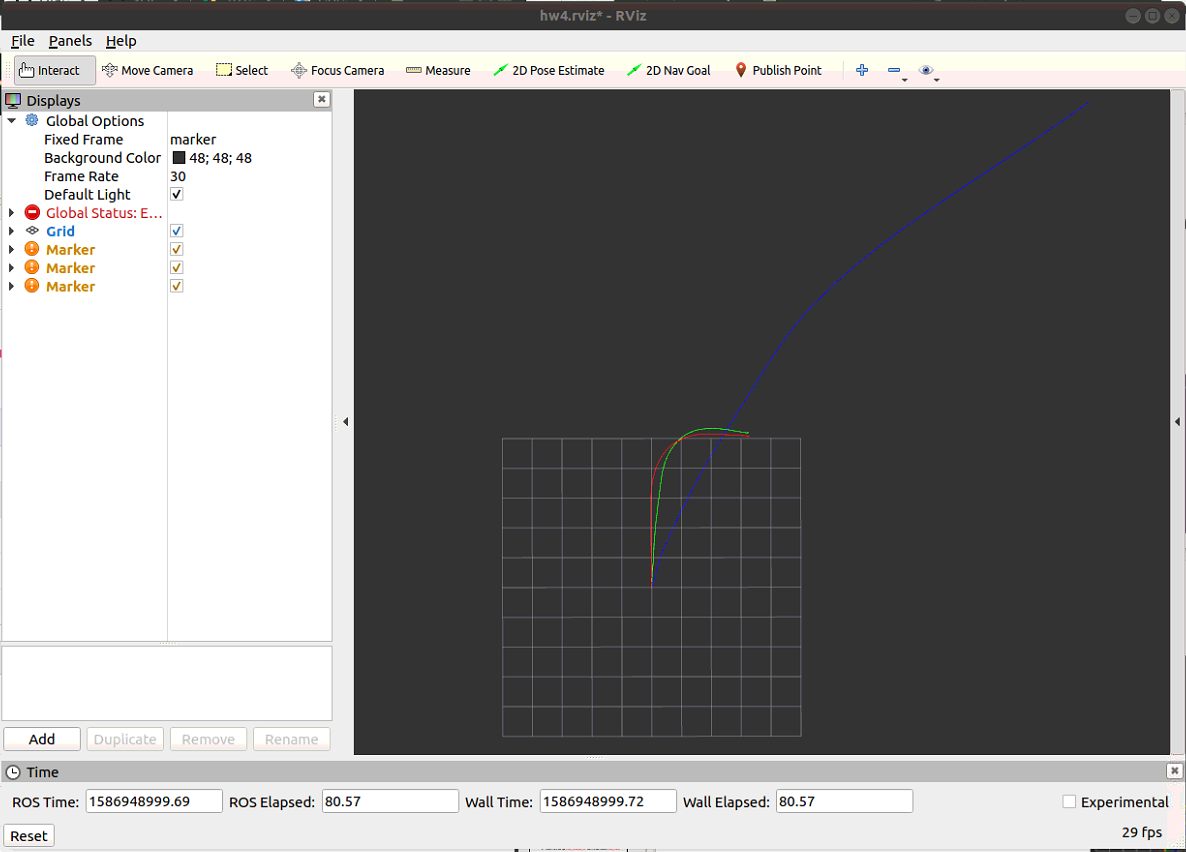 hw4.rviz* - RViz
File Panels Help
Interact Move Camera Select Focus Camera Measure 2D Pose Estimate 2D Nav Goal Publish Point
Displays
Global Options
Fixed Frame marker
Background Color 48; 48; 48
Frame Rate 30
Default Light
Global Status: E...
Grid
Marker
Marker
Marker
Add Duplicate Remove Rename
Time
ROS Time: 1586948999.69 ROS Elapsed: 80.57 Wall Time: 1586948999.72 Wall Elapsed: 80.57 Experimental
Reset 29 fps